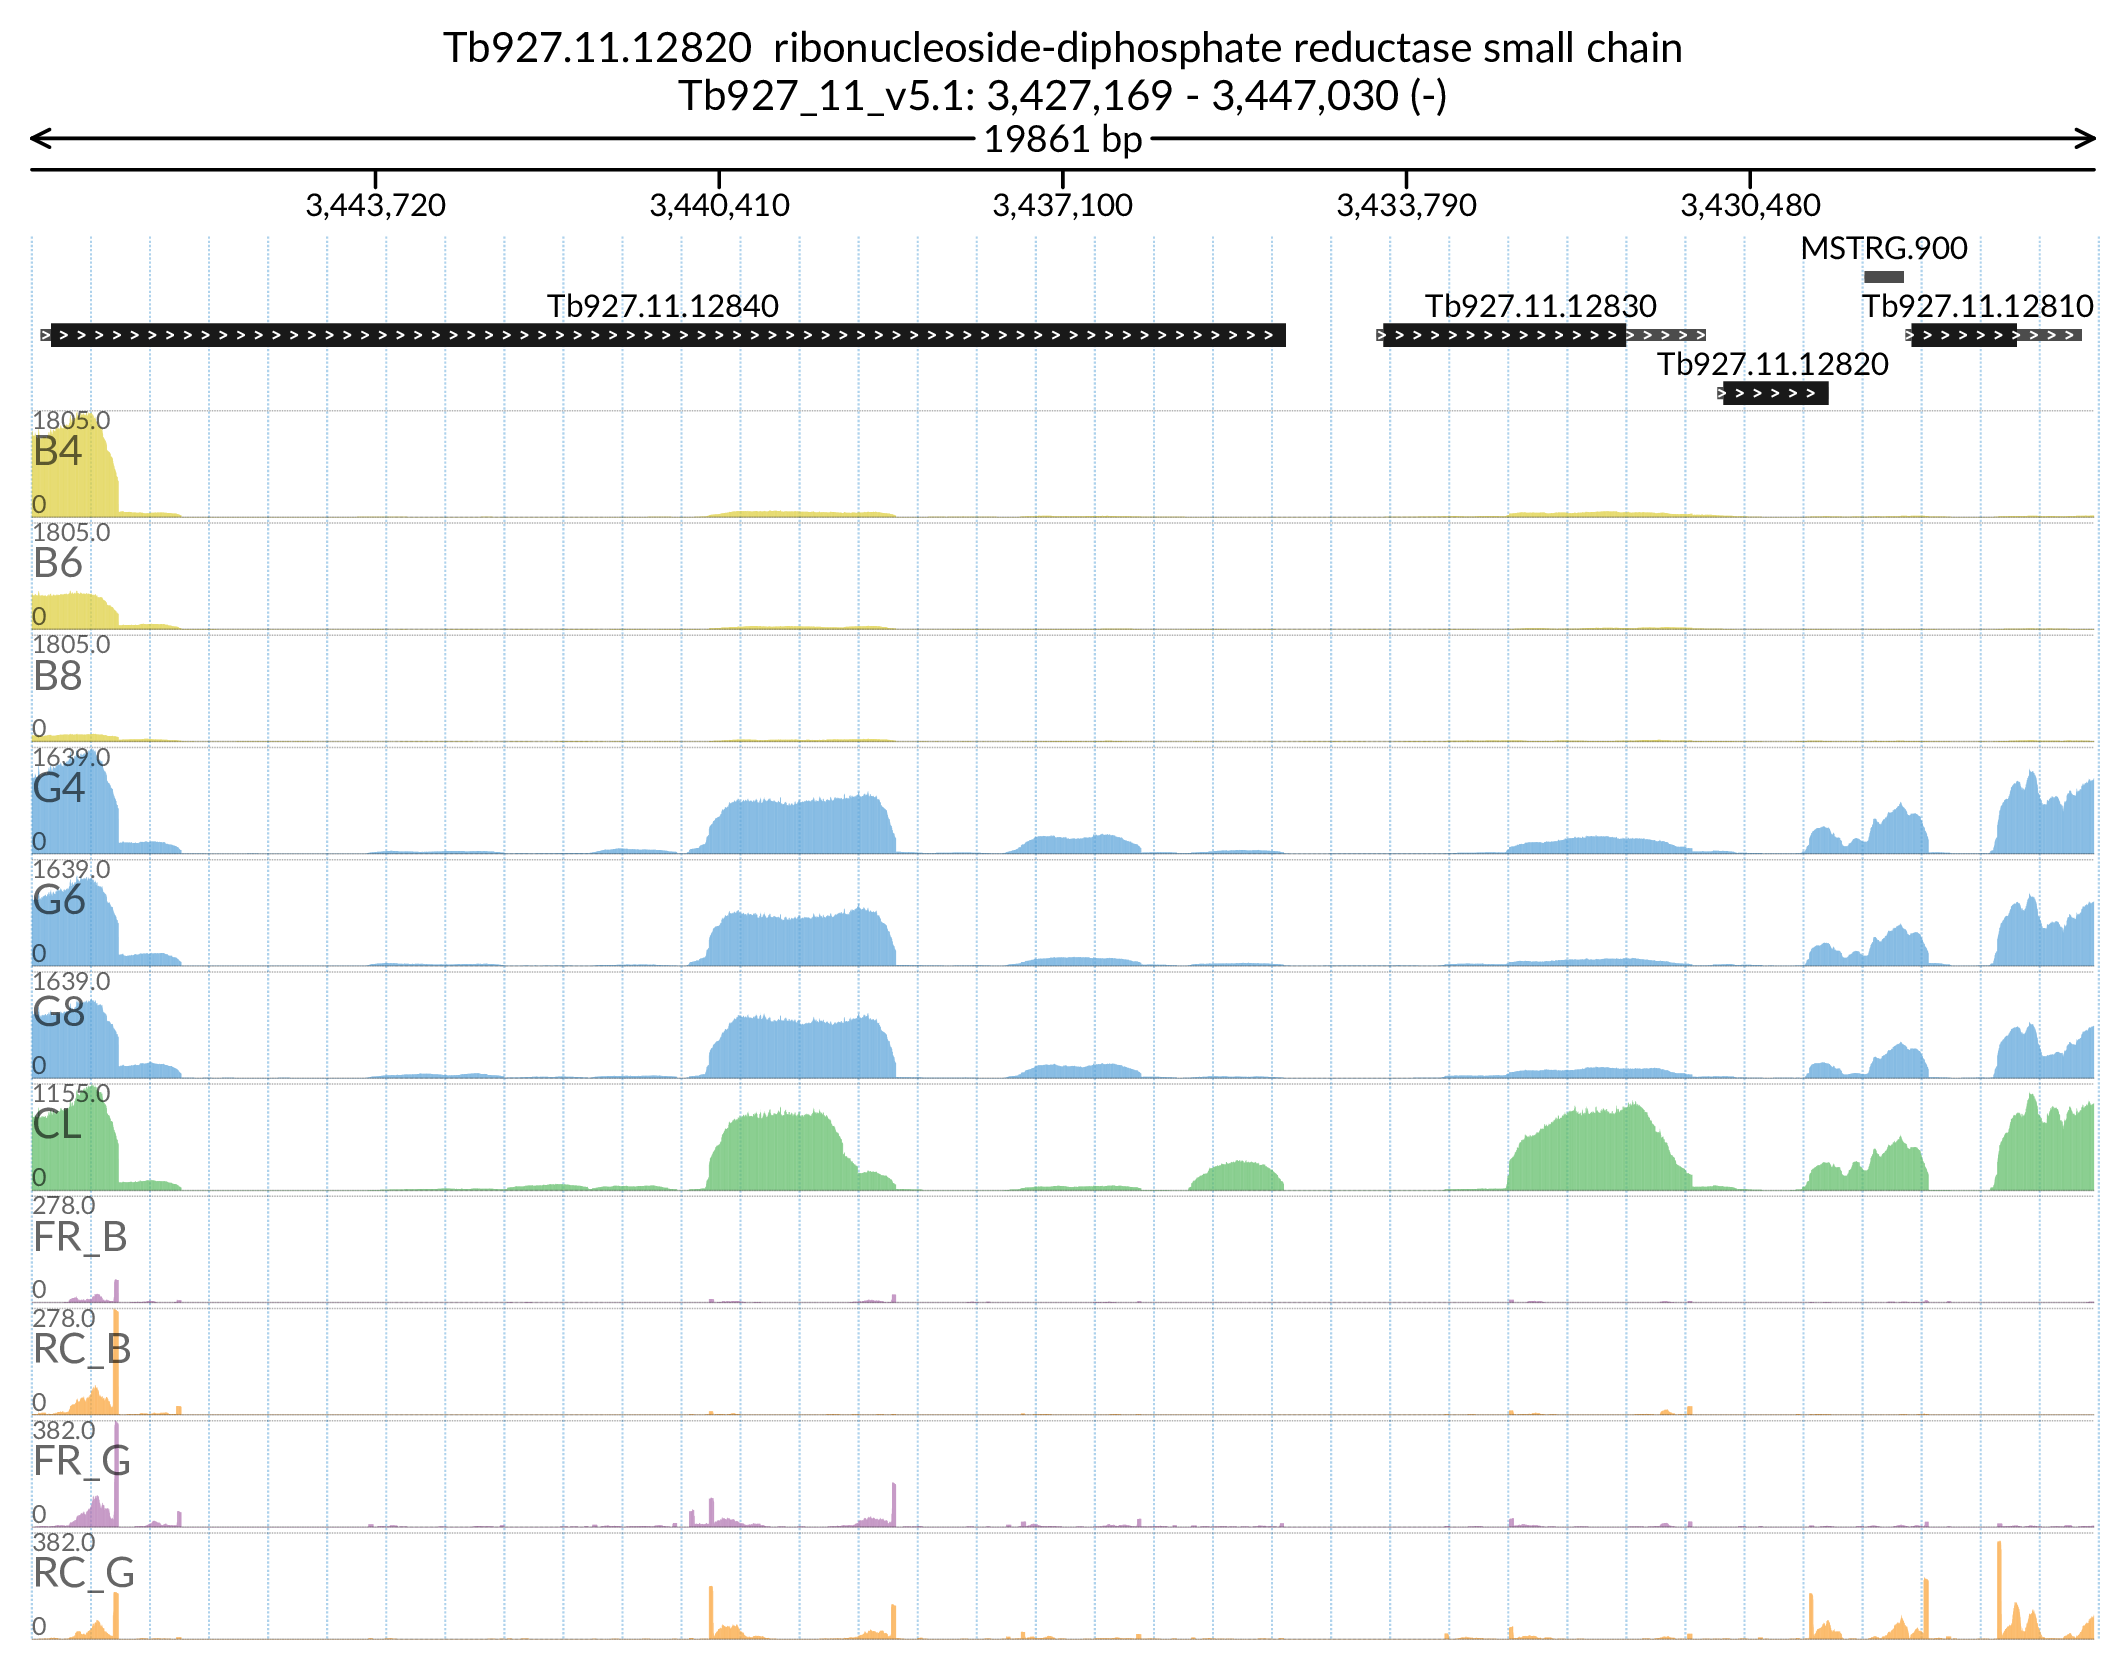 Tb927.11.12820 ribonucleoside-diphosphate reductase small chain
Tb927_11_v5.1: 3,427,169 - 3,447,030 (-)
19861 bp
3,443,720 3,440,410 3,437,100 3,433,790 3,430,480
MSTRG.900
Tb927.11.12840 Tb927.11.12830 Tb927.11.12810
Tb927.11.12820
1805.0
B4
0
1805.0
B6
0
1805.0
B8
0
1639.0
G4
0
1639.0
G6
0
1639.0
G8
0
1155.0
CL
0
278.0
FR_B
0
278.0
RC_B
0
382.0
FR_G
0
382.0
RC_G
0